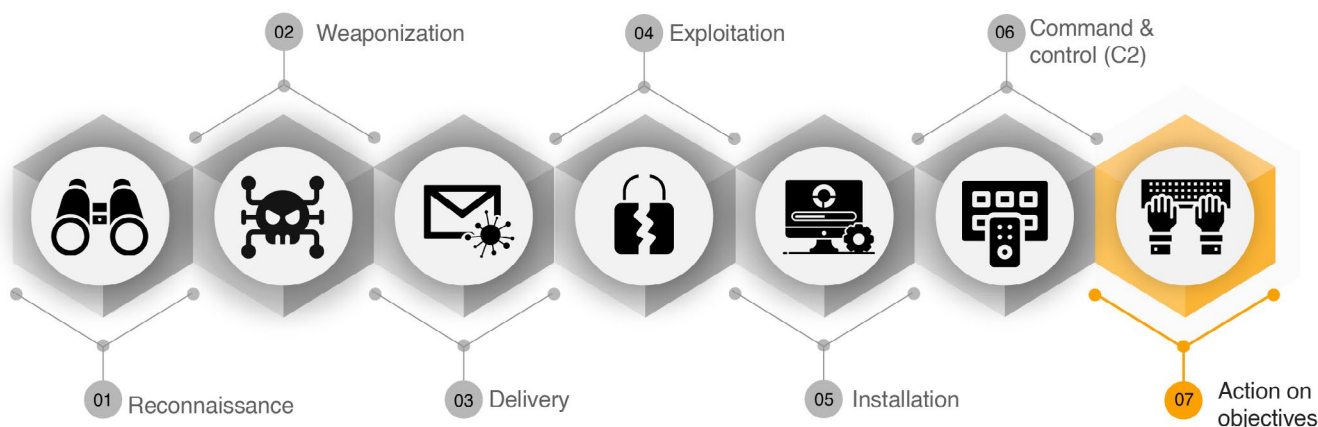 01
Reconnaissance
02
Weaponization
03
Delivery
04
Exploitation
05
Installation
06
Command &
control (C2)
07
Action on
objectives